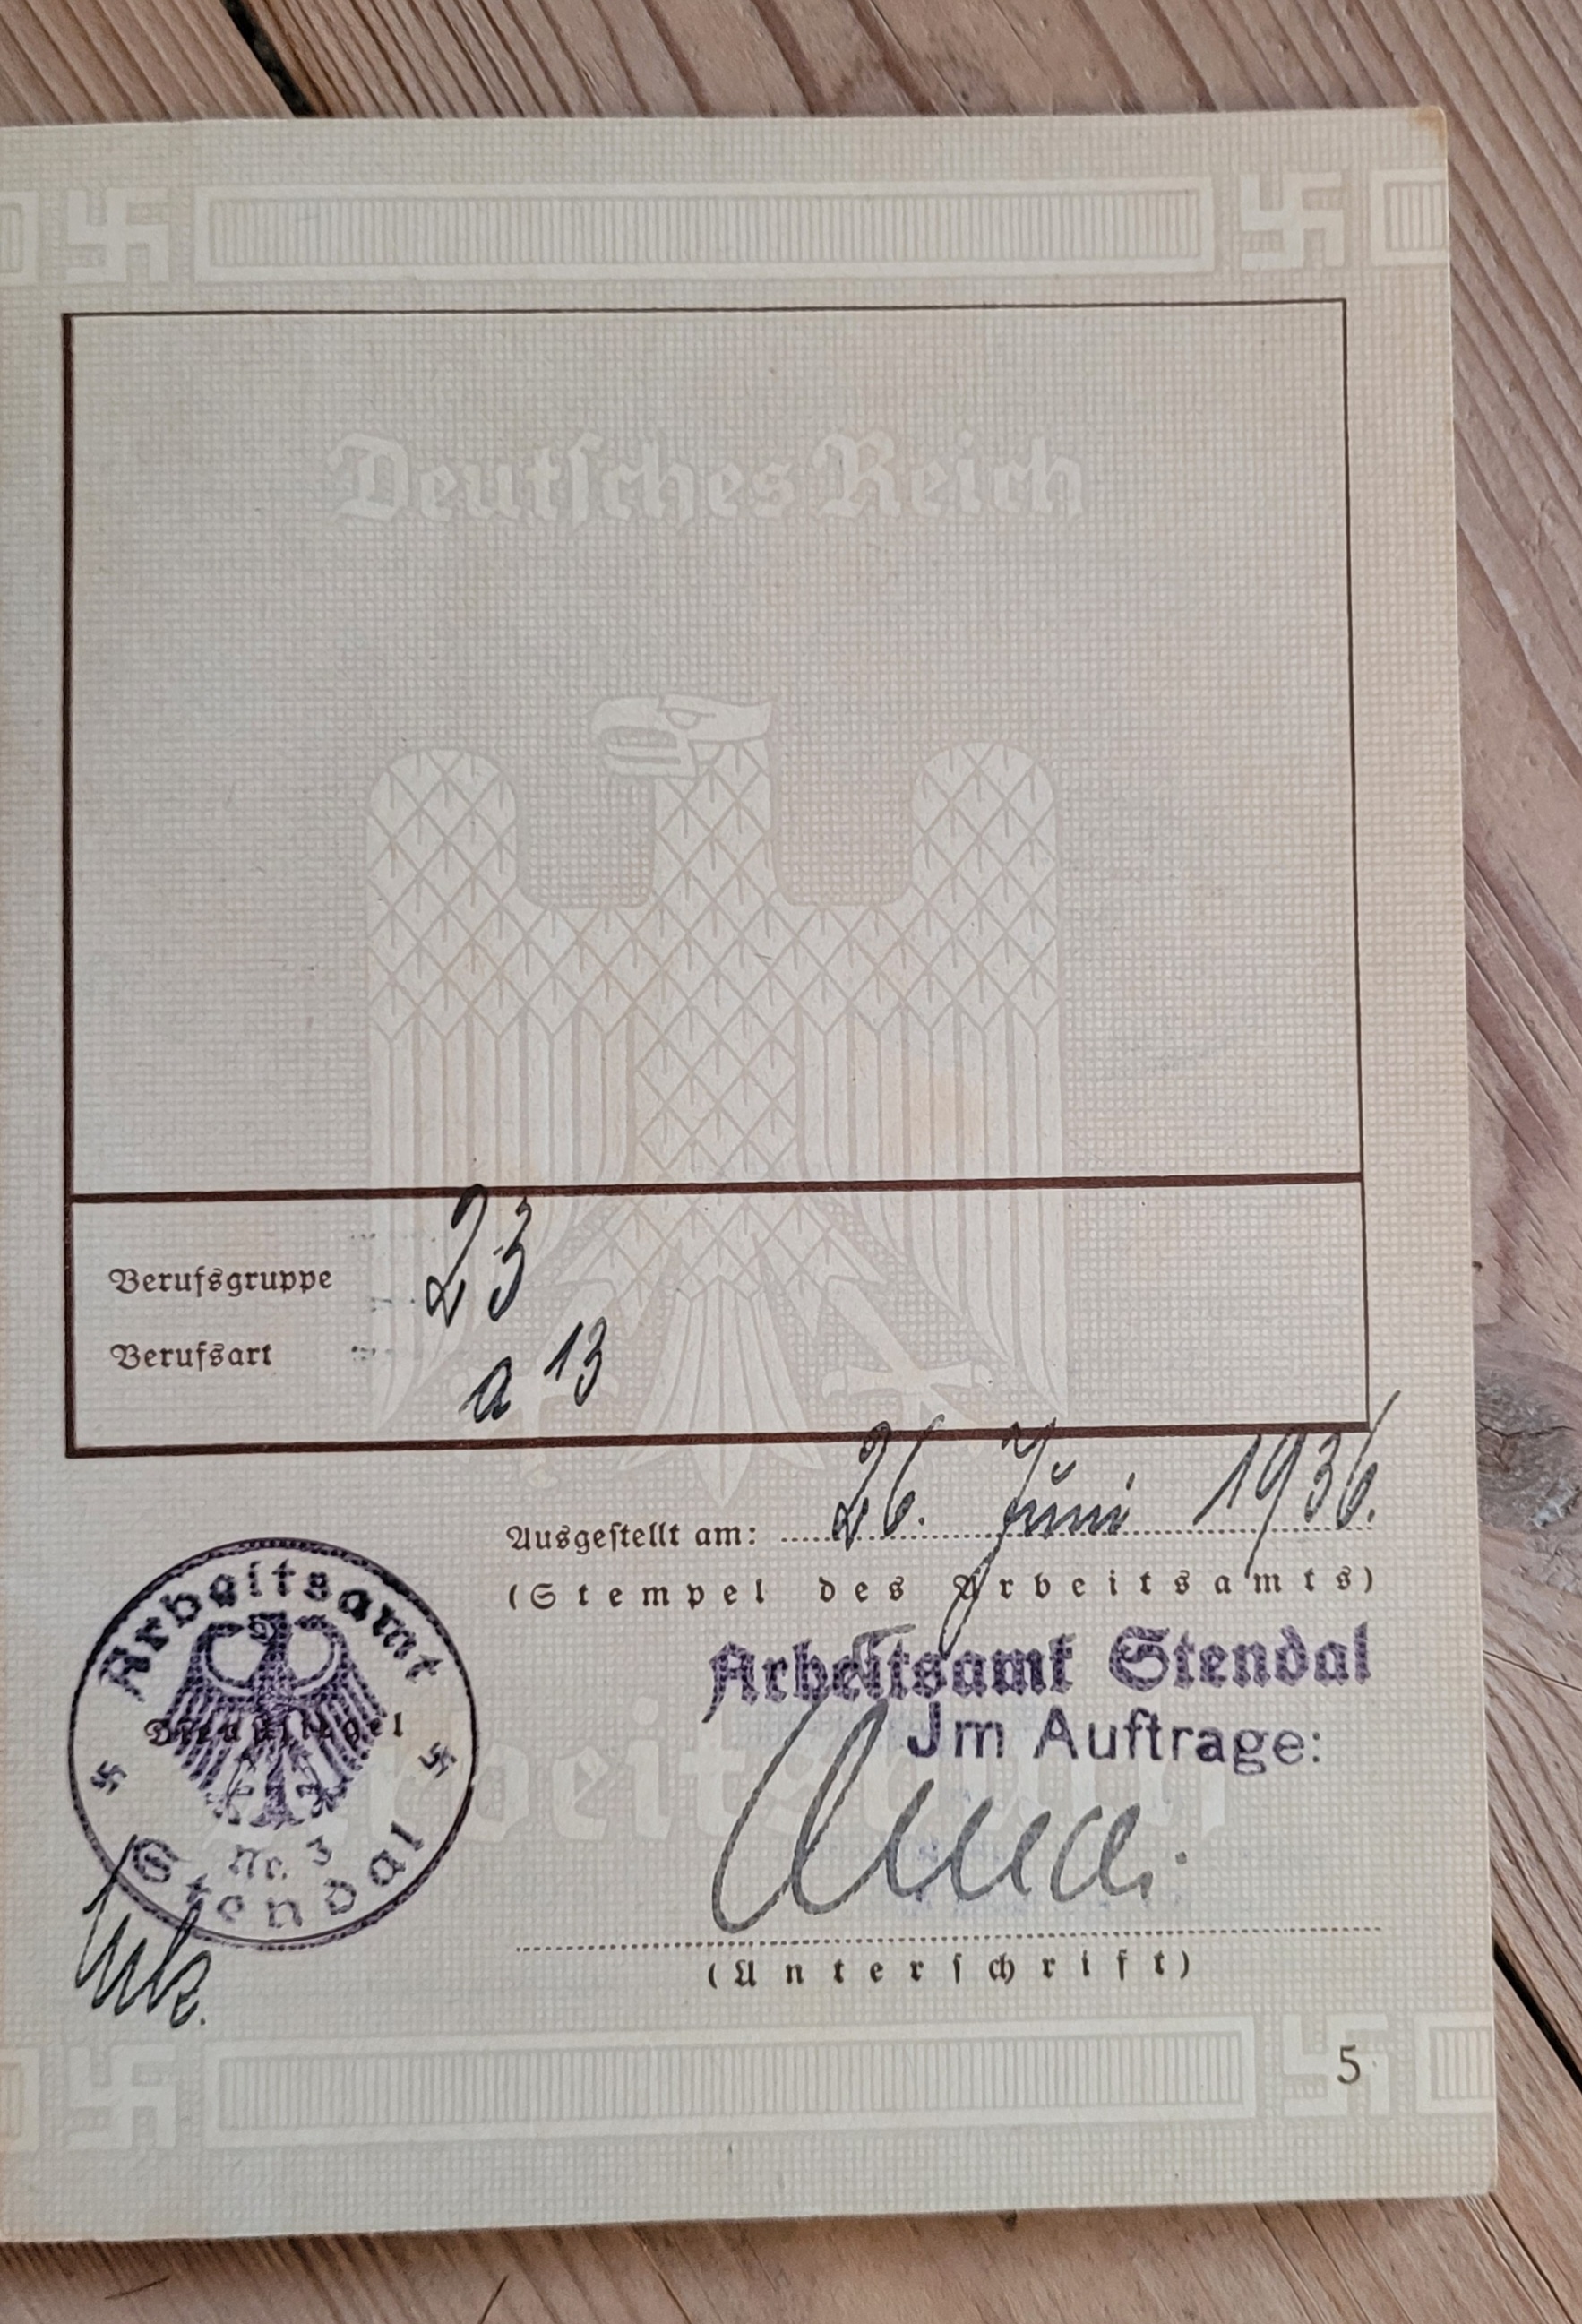 Deutsches Reich
Berufsgruppe 23
Berufsart a 13
Ausgestellt am: 26. Juni 1936.
(Stempel des Arbeitsamts)
Arbeitsamt Stendal
Jm Auftrage:
Arbeitsamt
Dienstsiegel
Nr. 3
Stendal
(Unterschrift)
5